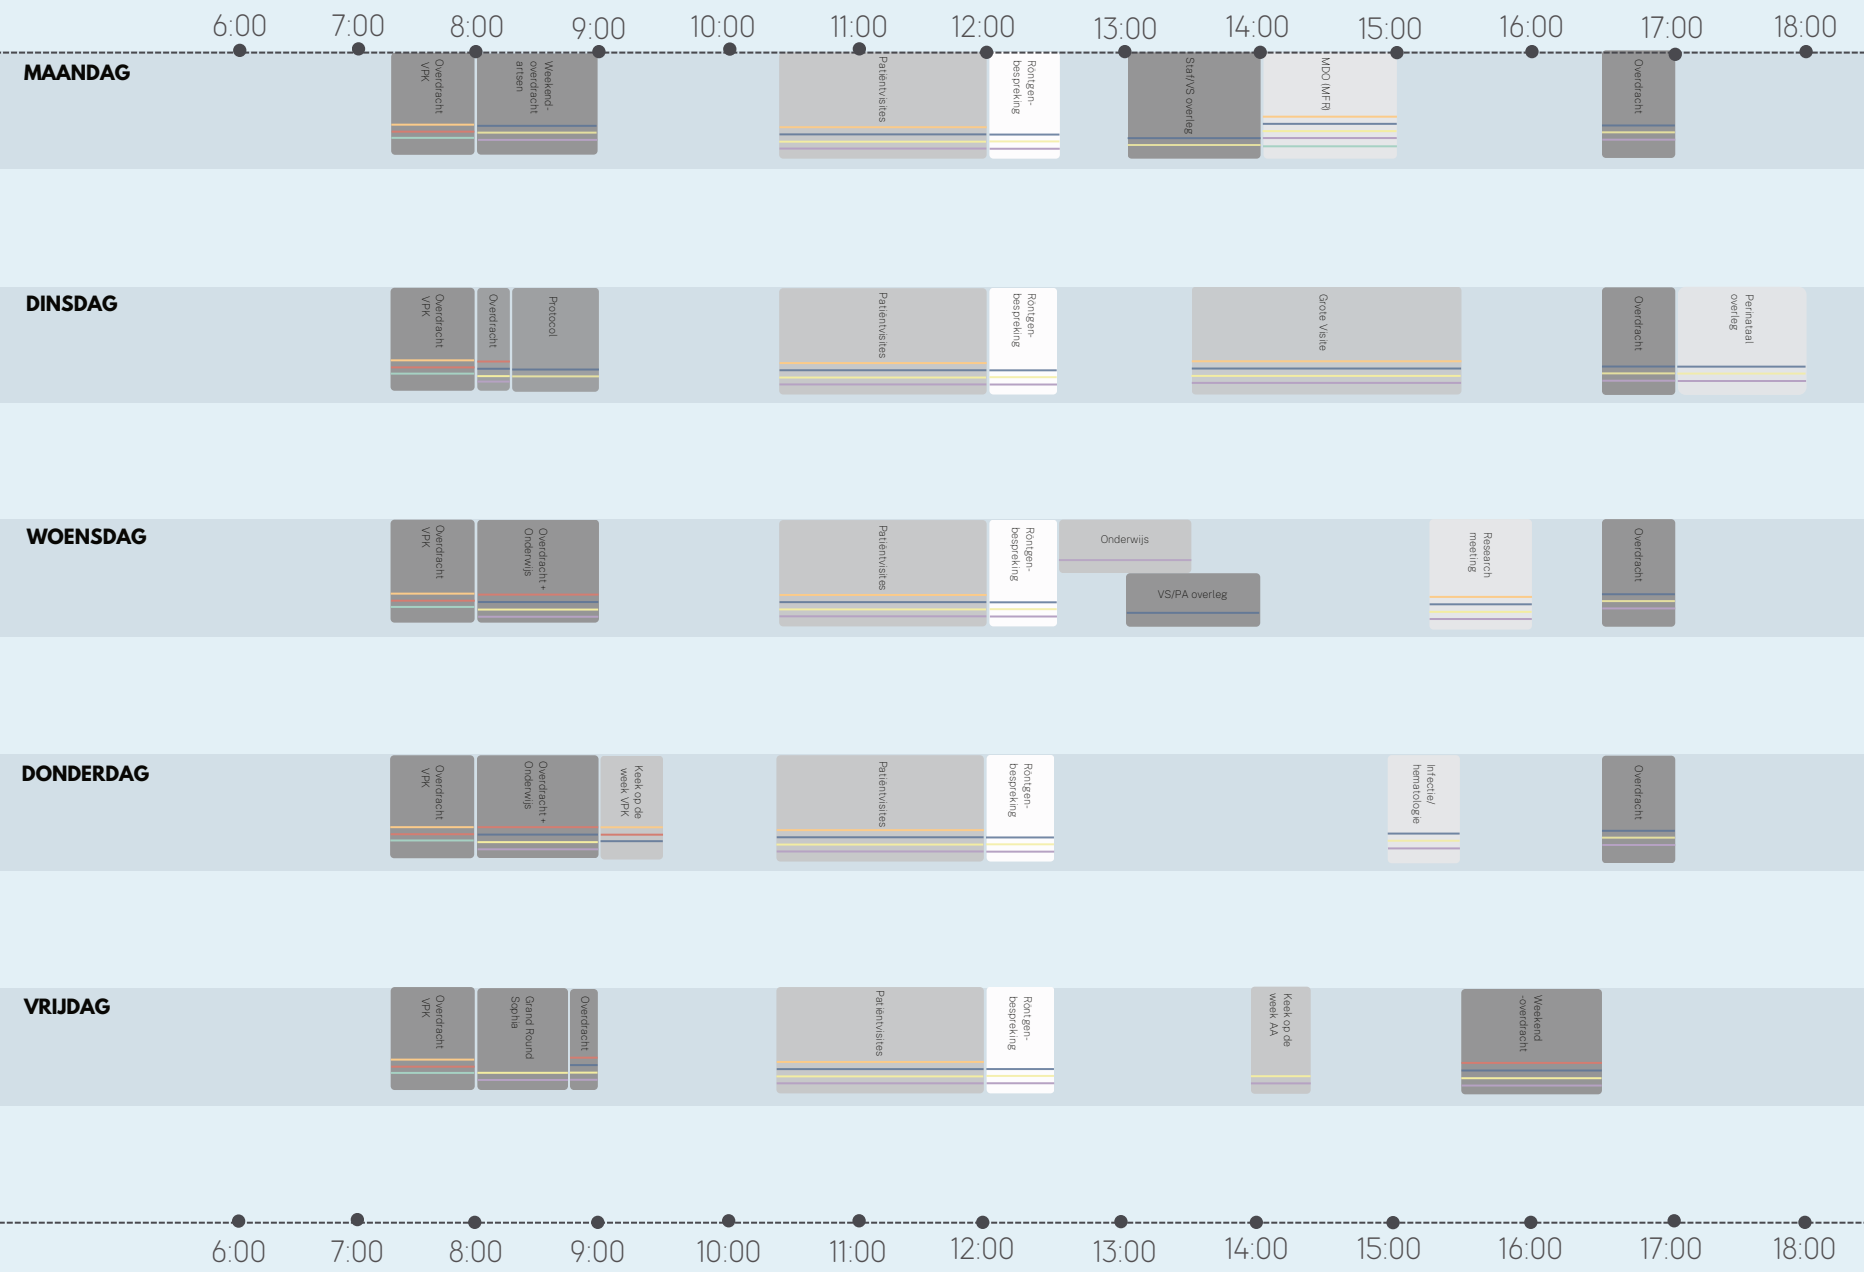 6:00 7:00 8:00 9:00 10:00 11:00 12:00 13:00 14:00 15:00 16:00 17:00 18:00
MAANDAG
Overdracht
VPK
Weekend-
overdracht
artsen
Patiëntvisites
Röntgen-
bespreking
Staf/VS overleg
MDO (MFR)
Overdracht
DINSDAG
Overdracht
VPK
Overdracht
Protocol
Patiëntvisites
Röntgen-
bespreking
Grote Visite
Overdracht
Perinataal
overleg
WOENSDAG
Overdracht
VPK
Overdracht +
Onderwijs
Patiëntvisites
Röntgen-
bespreking
Onderwijs
VS/PA overleg
Research
meeting
Overdracht
DONDERDAG
Overdracht
VPK
Overdracht +
Onderwijs
Keek op de
week VPK
Patiëntvisites
Röntgen-
bespreking
Infectie/
hematologie
Overdracht
VRIJDAG
Overdracht
VPK
Grand Round
Sophia
Overdracht
Patiëntvisites
Röntgen-
bespreking
Keek op de
week AA
Weekend
-overdracht
6:00 7:00 8:00 9:00 10:00 11:00 12:00 13:00 14:00 15:00 16:00 17:00 18:00